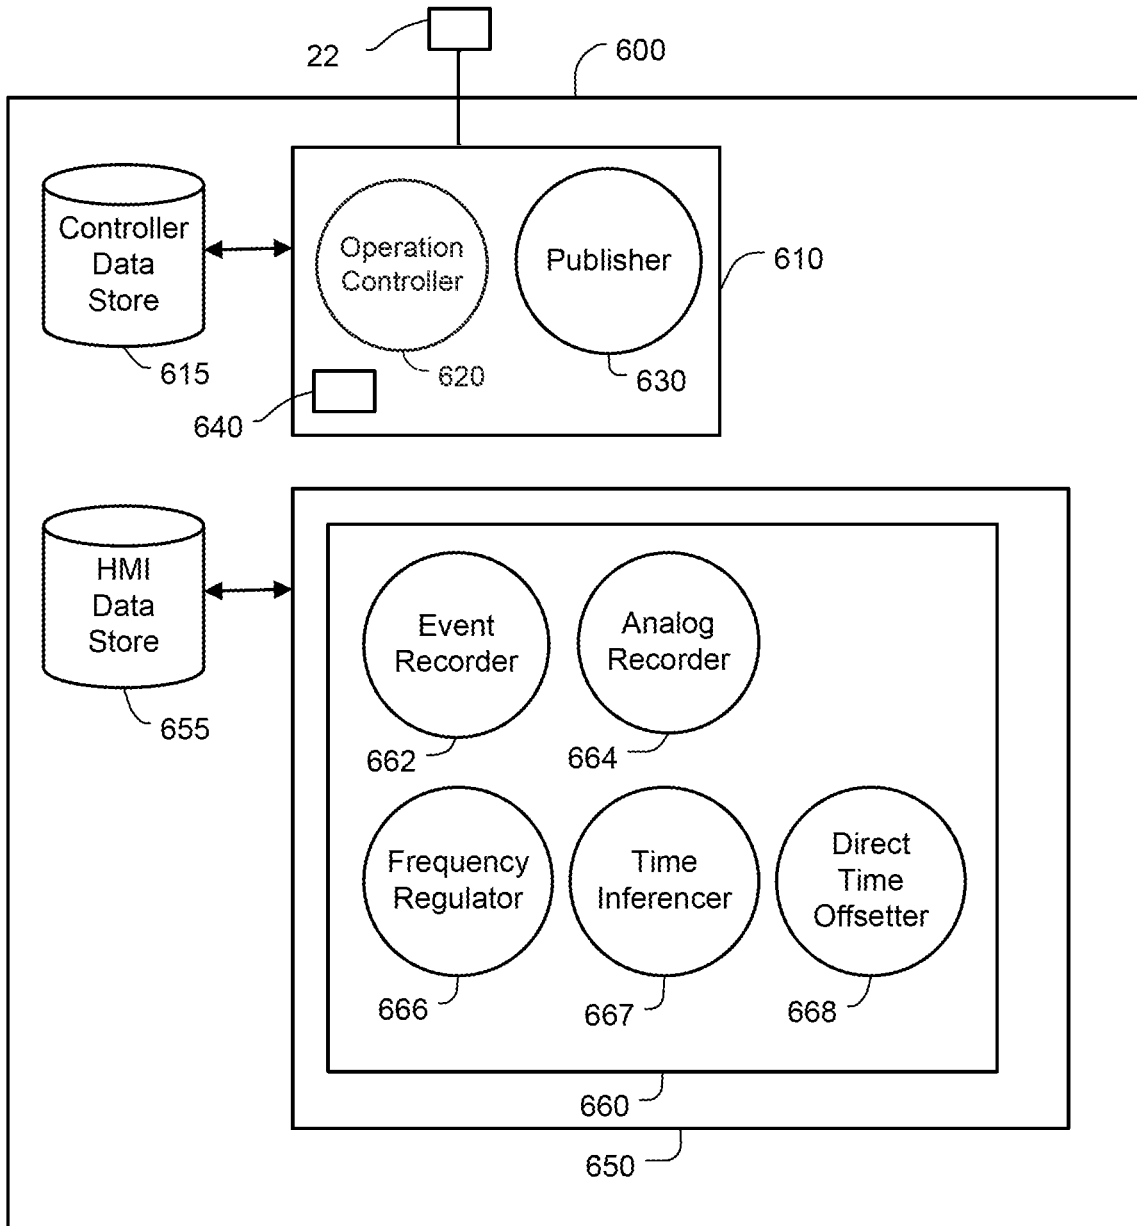 22
600
Controller
Data
Store
615
Operation
Controller
620
Publisher
630
610
640
HMI
Data
Store
655
Event
Recorder
662
Analog
Recorder
664
Frequency
Regulator
666
Time
Inferencer
667
Direct
Time
Offsetter
668
660
650